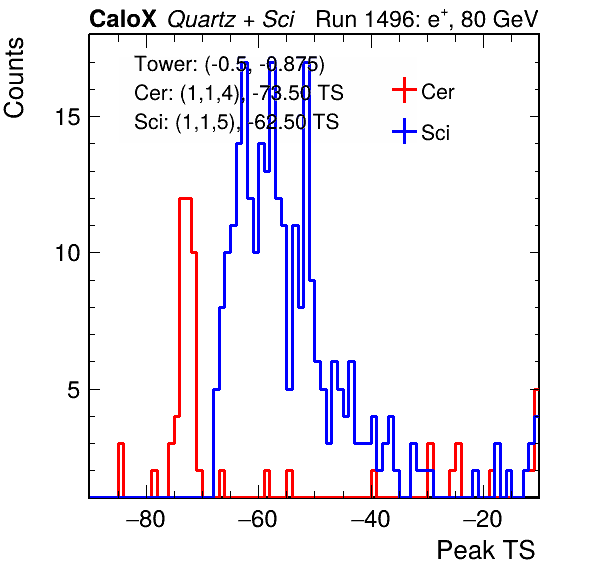 CaloX Quartz + Sci Run 1496: e+, 80 GeV
Counts
Tower: (-0.5, -0.875)
Cer: (1,1,4), -73.50 TS
Sci: (1,1,5), -62.50 TS
Cer
Sci
15
10
5
−80 −60 −40 −20
Peak TS